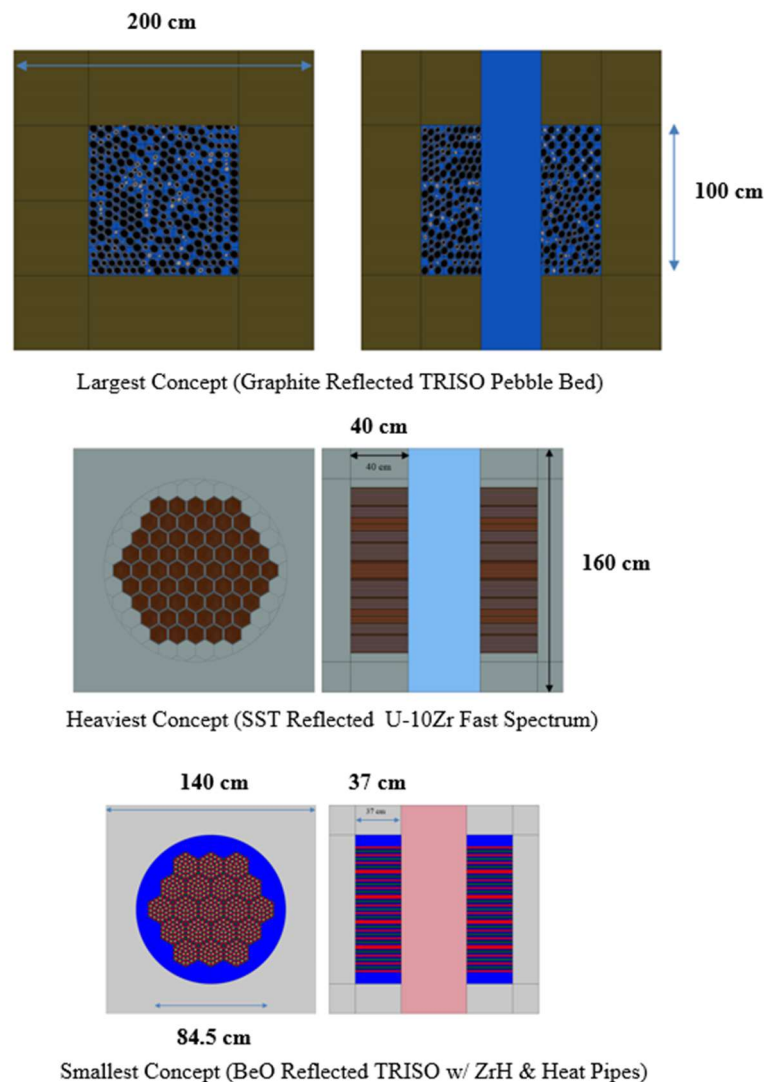 200 cm
100 cm
Largest Concept (Graphite Reflected TRISO Pebble Bed)
40 cm
40 cm
160 cm
Heaviest Concept (SST Reflected U-10Zr Fast Spectrum)
140 cm
37 cm
37 cm
84.5 cm
Smallest Concept (BeO Reflected TRISO w/ ZrH & Heat Pipes)